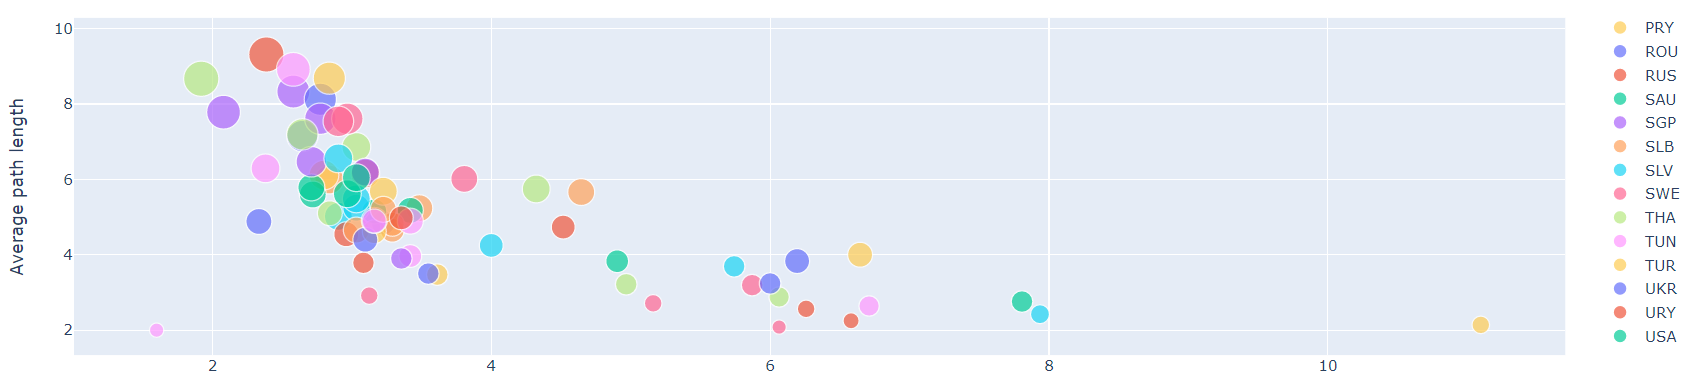 Average path length
10
8
6
4
2
2
4
6
8
10
PRY
ROU
RUS
SAU
SGP
SLB
SLV
SWE
THA
TUN
TUR
UKR
URY
USA